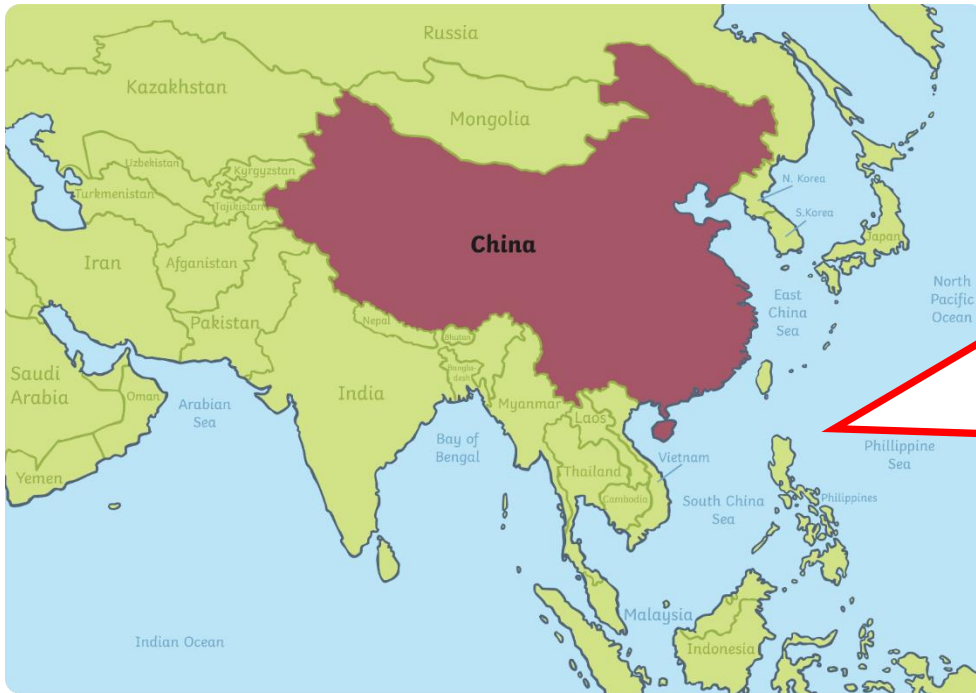 Russia
Kazakhstan
Mongolia
Uzbekistan
Kyrgyzstan
Turkmenistan
Tajikistan
N. Korea
S.Korea
China
Japan
Iran
Afganistan
Pakistan
Nepal
Bhutan
Bangla-
desh
East
China
Sea
North
Pacific
Ocean
Saudi
Arabia
Oman
Arabian
Sea
India
Myanmar
Laos
Bay of
Bengal
Vietnam
Phillippine
Sea
Yemen
Thailand
Cambodia
South China
Sea
Philippines
Malaysia
Indonesia
Indian Ocean